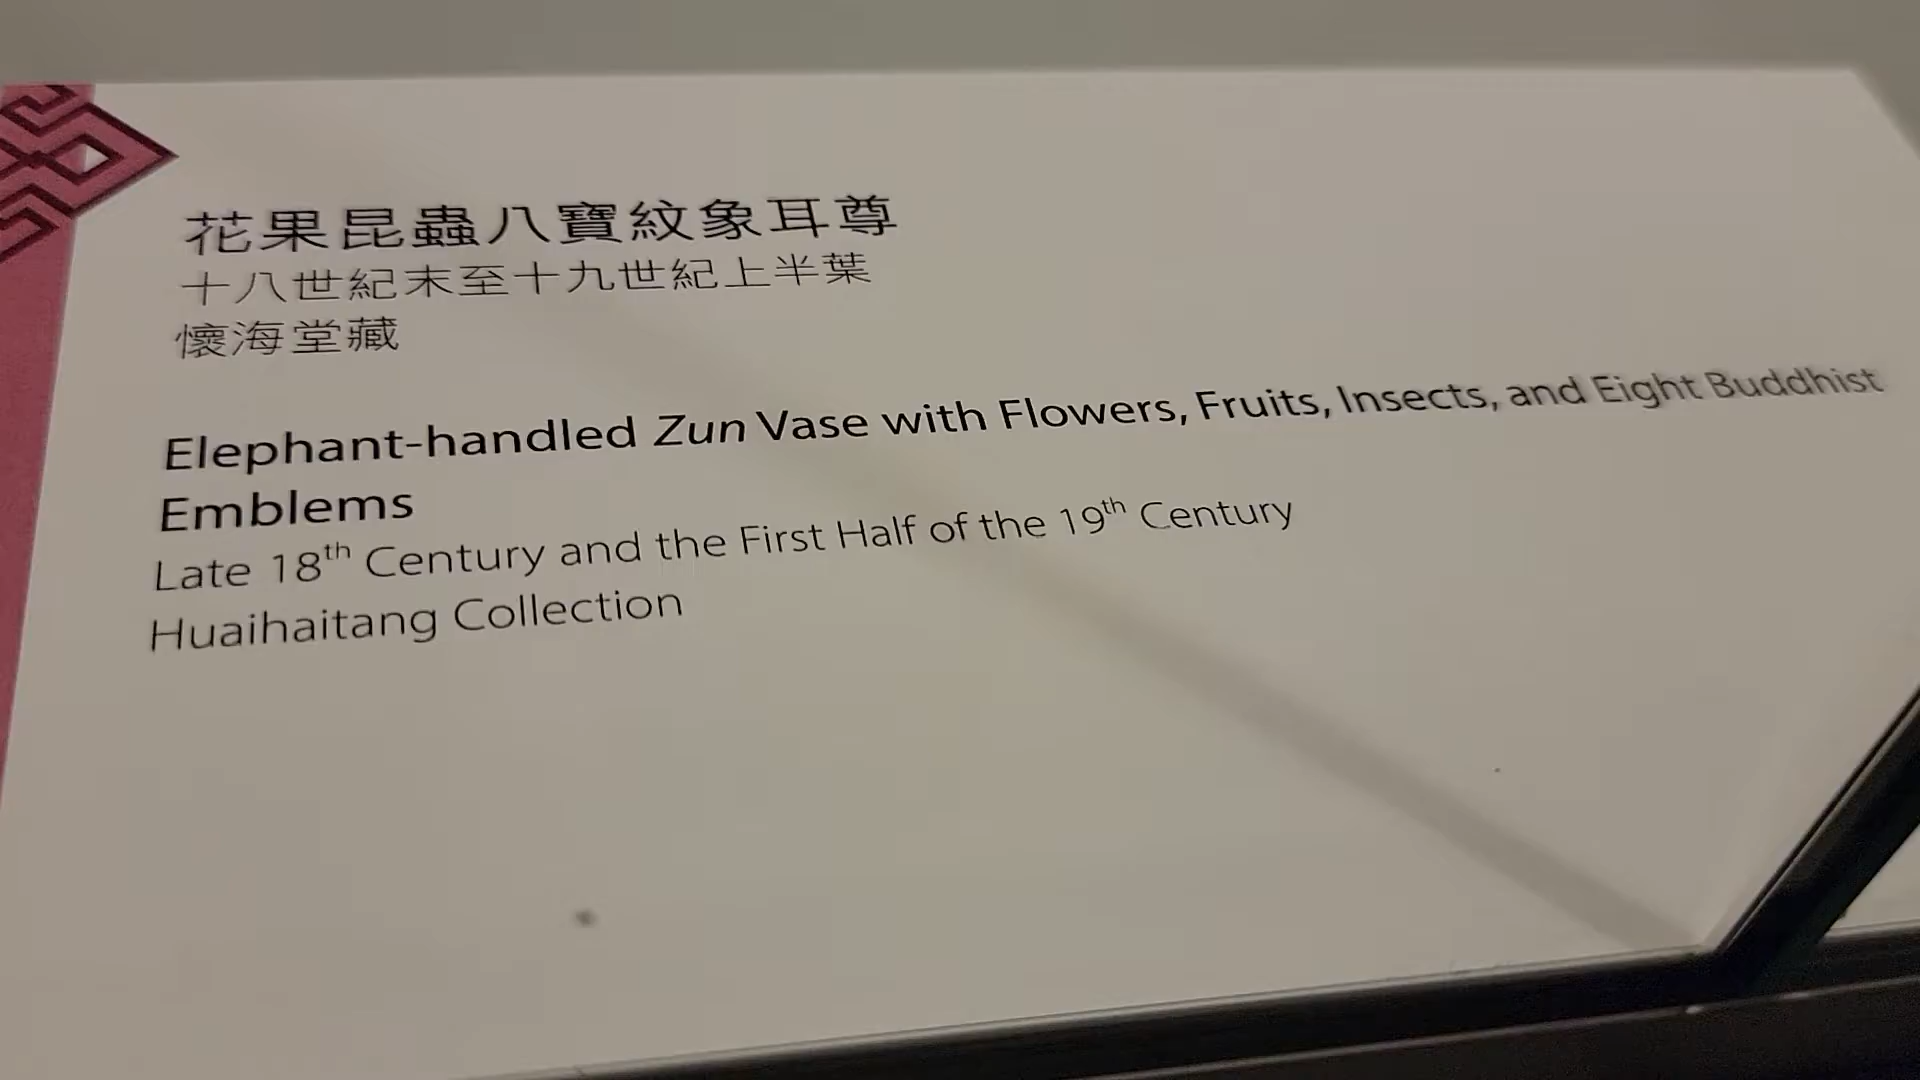 花果昆蟲八寶紋象耳尊
十八世紀末至十九世紀上半葉
懷海堂藏
Elephant-handled Zun Vase with Flowers, Fruits, Insects, and Eight Buddhist
Emblems
Late 18th Century and the First Half of the 19th Century
Huaihaitang Collection